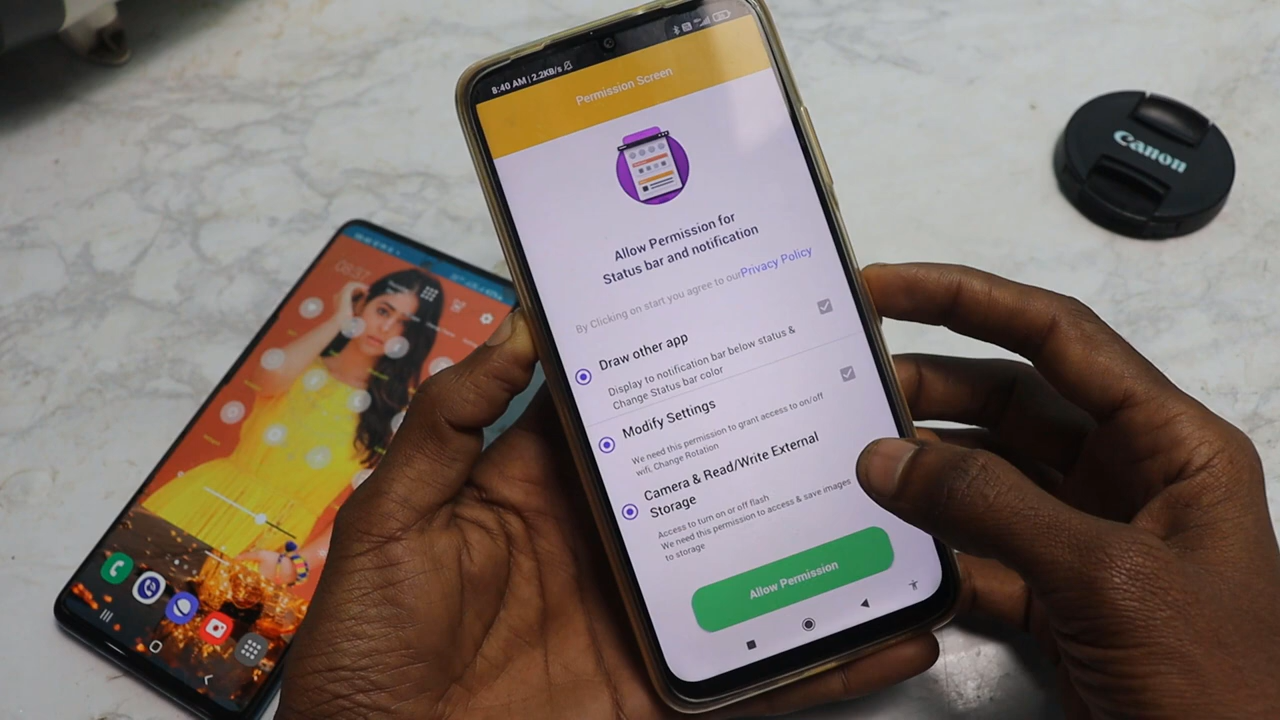 8:40 AM | 2.2KB/s
Permission Screen
Allow Permission for
Status bar and notification
By Clicking on start you agree to ourPrivacy Policy
Draw other app
Display to notification bar below status &
Change Status bar color
Modify Settings
We need this permission to grant access to on/off
wifi, Change Rotation
Camera & Read/Write External
Storage
Access to turn on or off flash
We need this permission to access & save images
to storage
Allow Permission
Canon
08:37